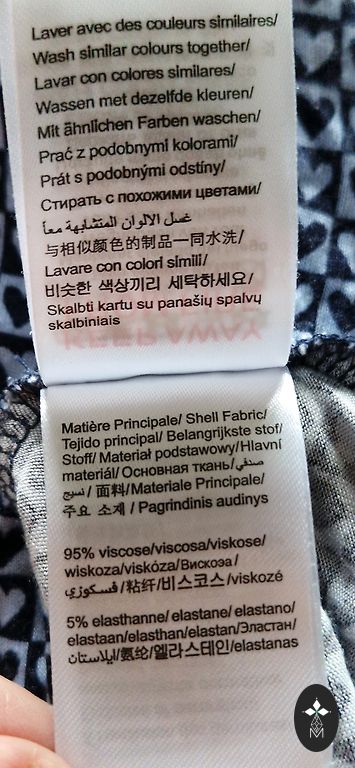 Laver avec des couleurs similaires/
Wash similar colours together/
Lavar con colores similares/
Wassen met dezelfde kleuren/
Mit ähnlichen Farben waschen/
Prać z podobnymi kolorami/
Prát s podobnými odstíny/
Стирать с похожими цветами/
غسل الالوان المتشابهة معاً
与相似颜色的制品一同水洗/
Lavare con colori simili/
비슷한 색상끼리 세탁하세요/
Skalbti kartu su panašių spalvų
skalbiniais
KEEP AWAY
Matière Principale/ Shell Fabric/
Tejido principal/ Belangrijkste stof/
Stoff/ Materiał podstawowy/Hlavní
materiál/ Основная ткань/صدفي
نسيج / 面料/Materiale Principale/
주요 소재 / Pagrindinis audinys
95% viscose/viscosa/viskose/
wiskoza/viskóza/Вискоза/
فسكوزي/粘纤/비스코스/viskozé
5% elasthanne/ elastane/ elastano/
elastaan/elasthan/elastan/Эластан/
ايلاستان/氨纶/엘라스테인/elastanas
M